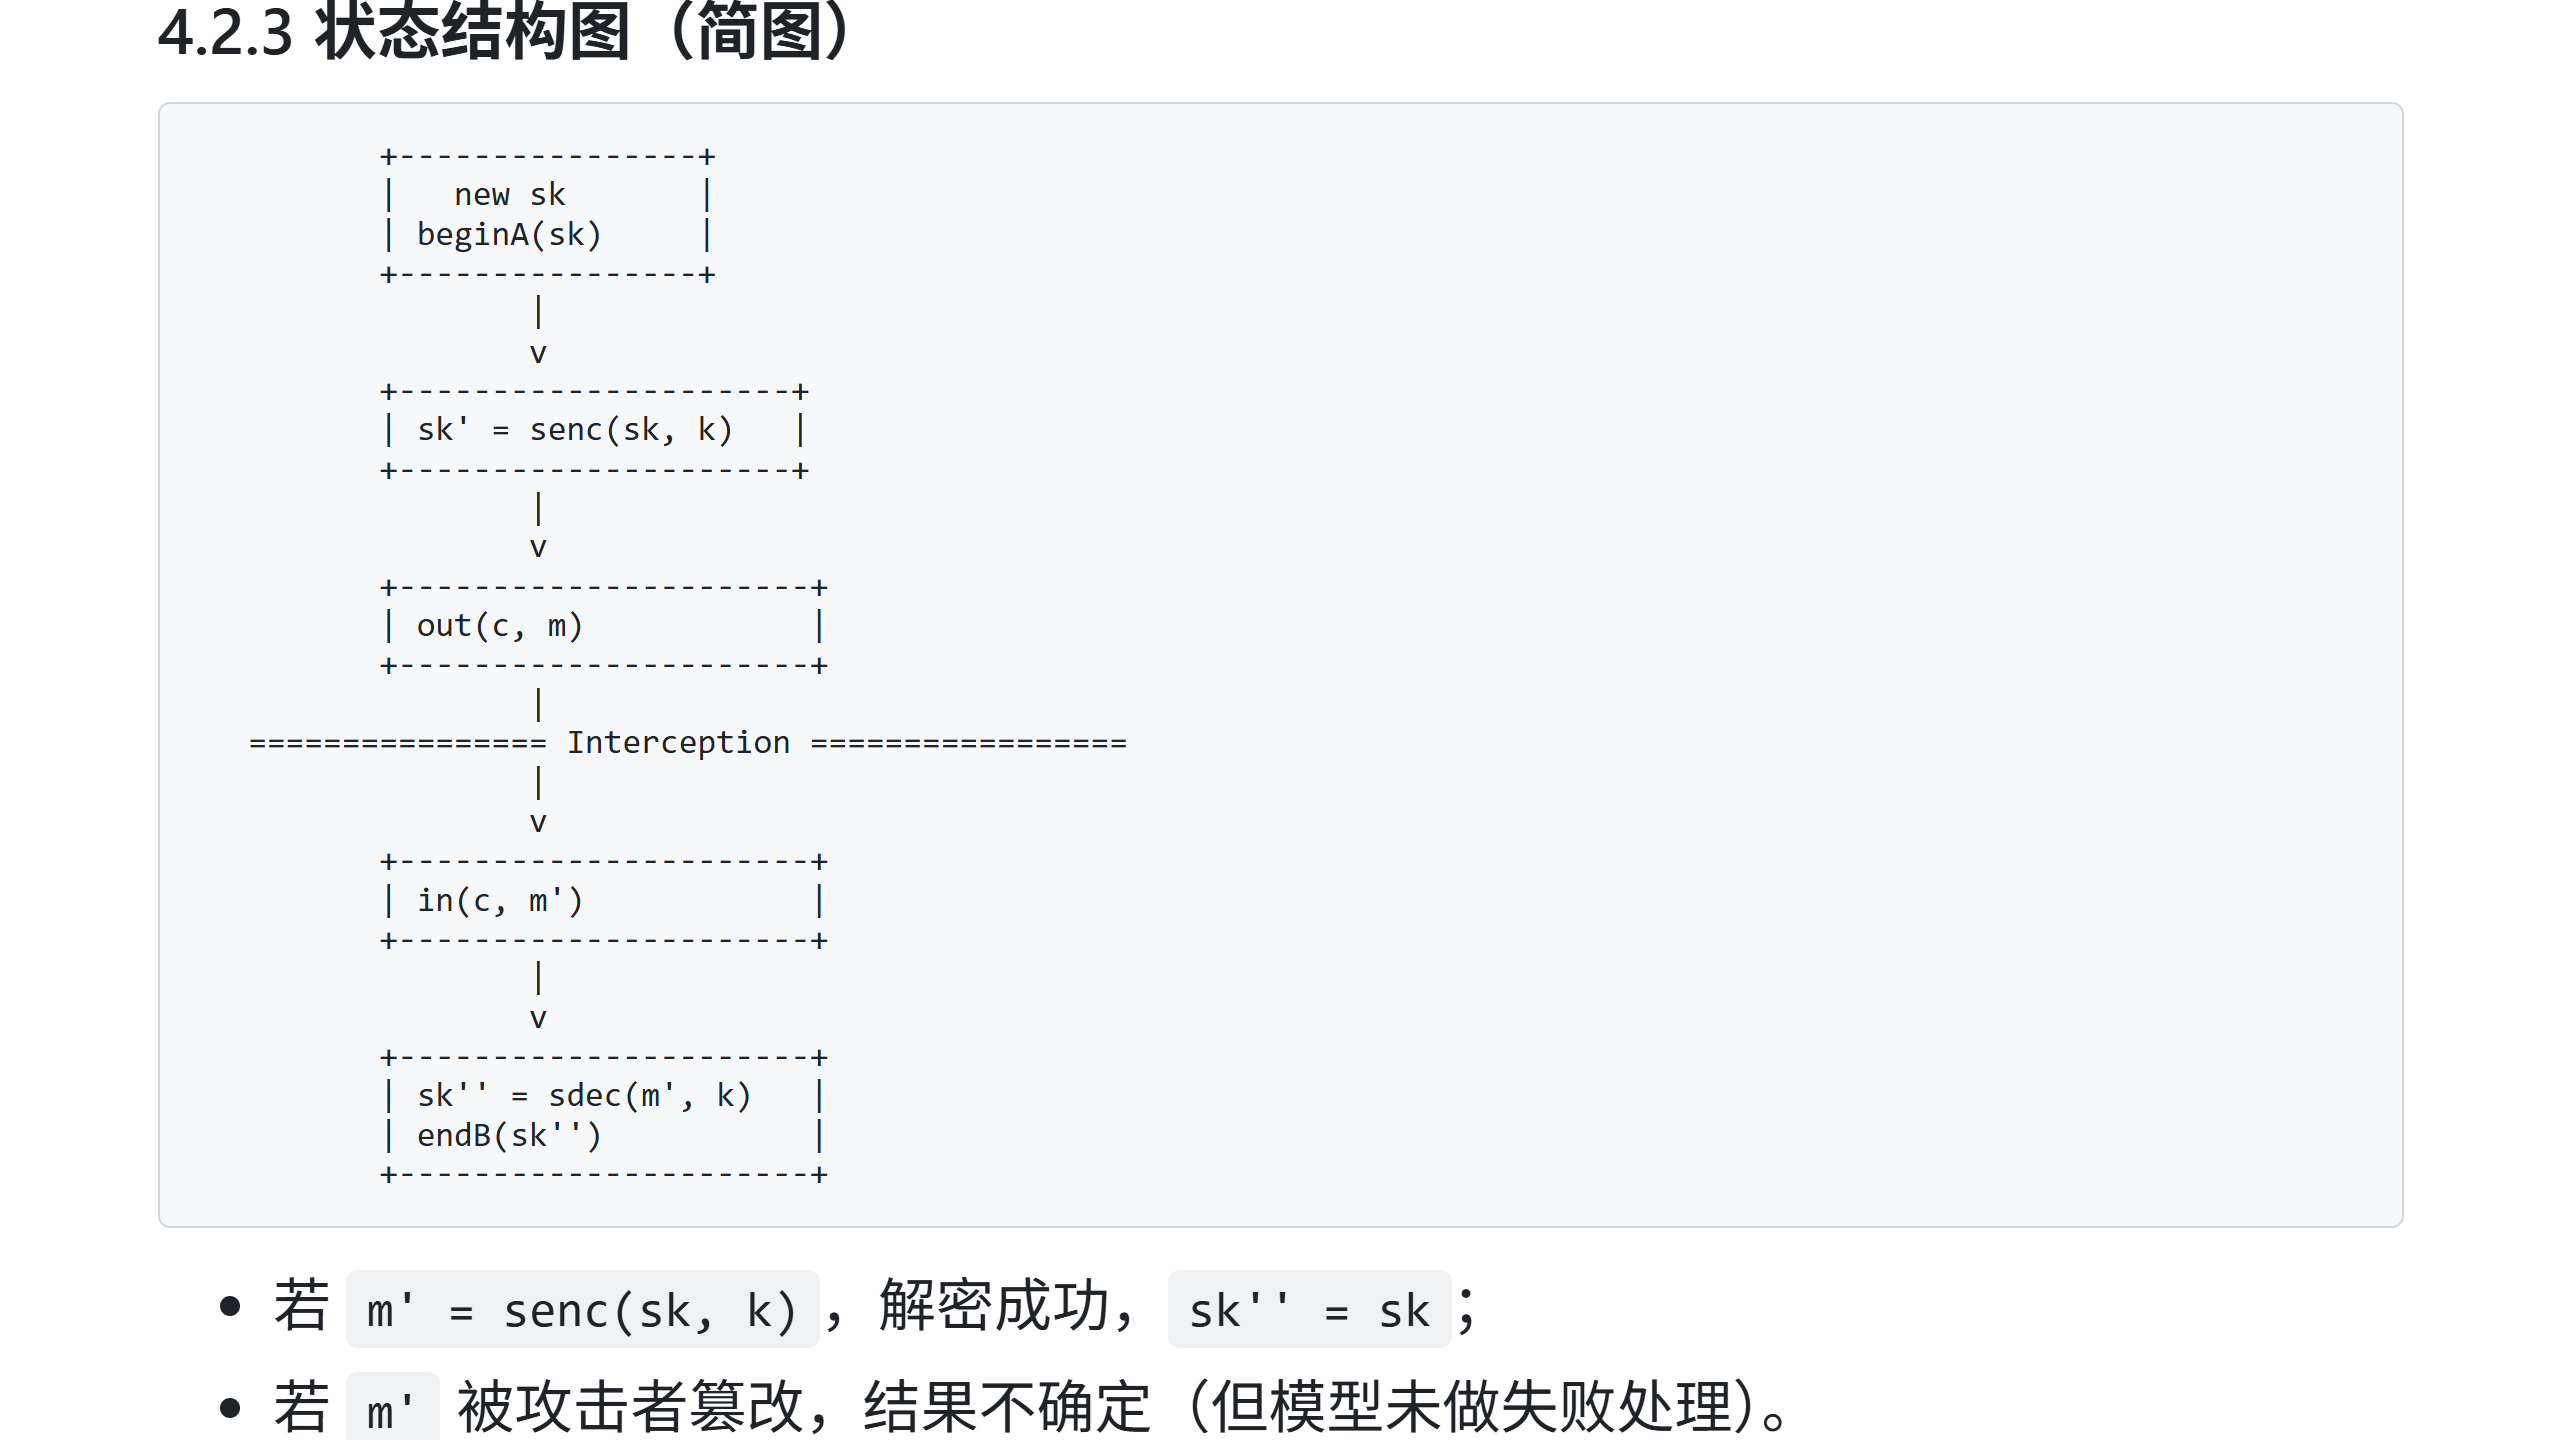 4.2.3 状态结构图（简图）
+-----------------+
|   new sk       |
| beginA(sk)     |
+-----------------+
|
v
+---------------------+
| sk' = senc(sk, k)   |
+---------------------+
|
v
+----------------------+
| out(c, m)            |
+----------------------+
|
================ Interception =================
|
v
+----------------------+
| in(c, m')            |
+----------------------+
|
v
+----------------------+
| sk'' = sdec(m', k)   |
| endB(sk'')           |
+----------------------+
• 若 m' = senc(sk, k)，解密成功，sk'' = sk；
• 若 m' 被攻击者篡改，结果不确定（但模型未做失败处理）。